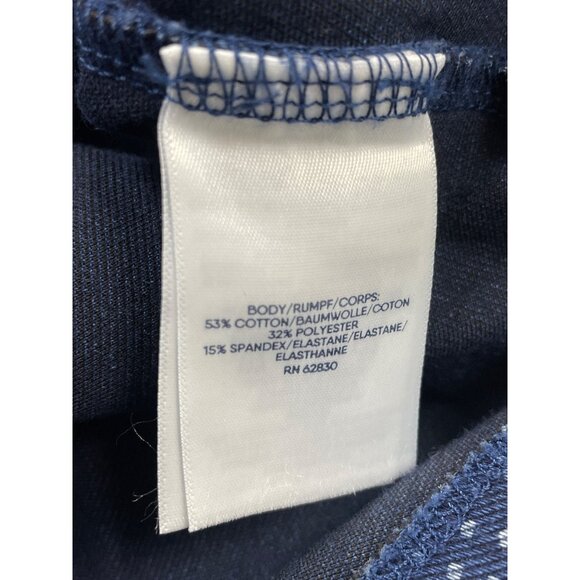 BODY/RUMPF/CORPS:
53% COTTON/BAUMWOLLE/COTON
32% POLYESTER
15% SPANDEX/ELASTANE/ELASTANE/
ELASTHANNE
RN 62830